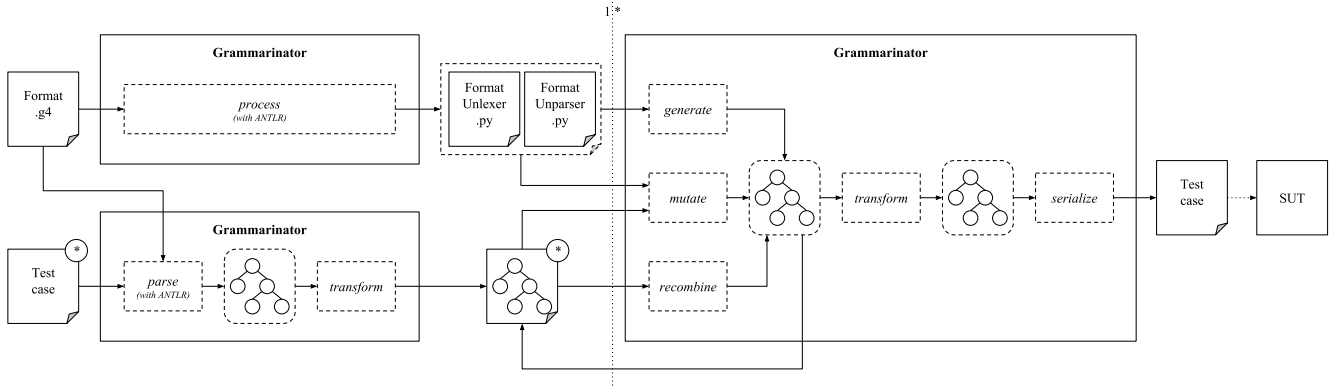 1 *
Grammarinator
Format
.g4
process
(with ANTLR)
Format
Unlexer
.py
Format
Unparser
.py
Grammarinator
generate
mutate
transform
serialize
Test
case
SUT
Grammarinator
Test
case
*
parse
(with ANTLR)
transform
*
recombine